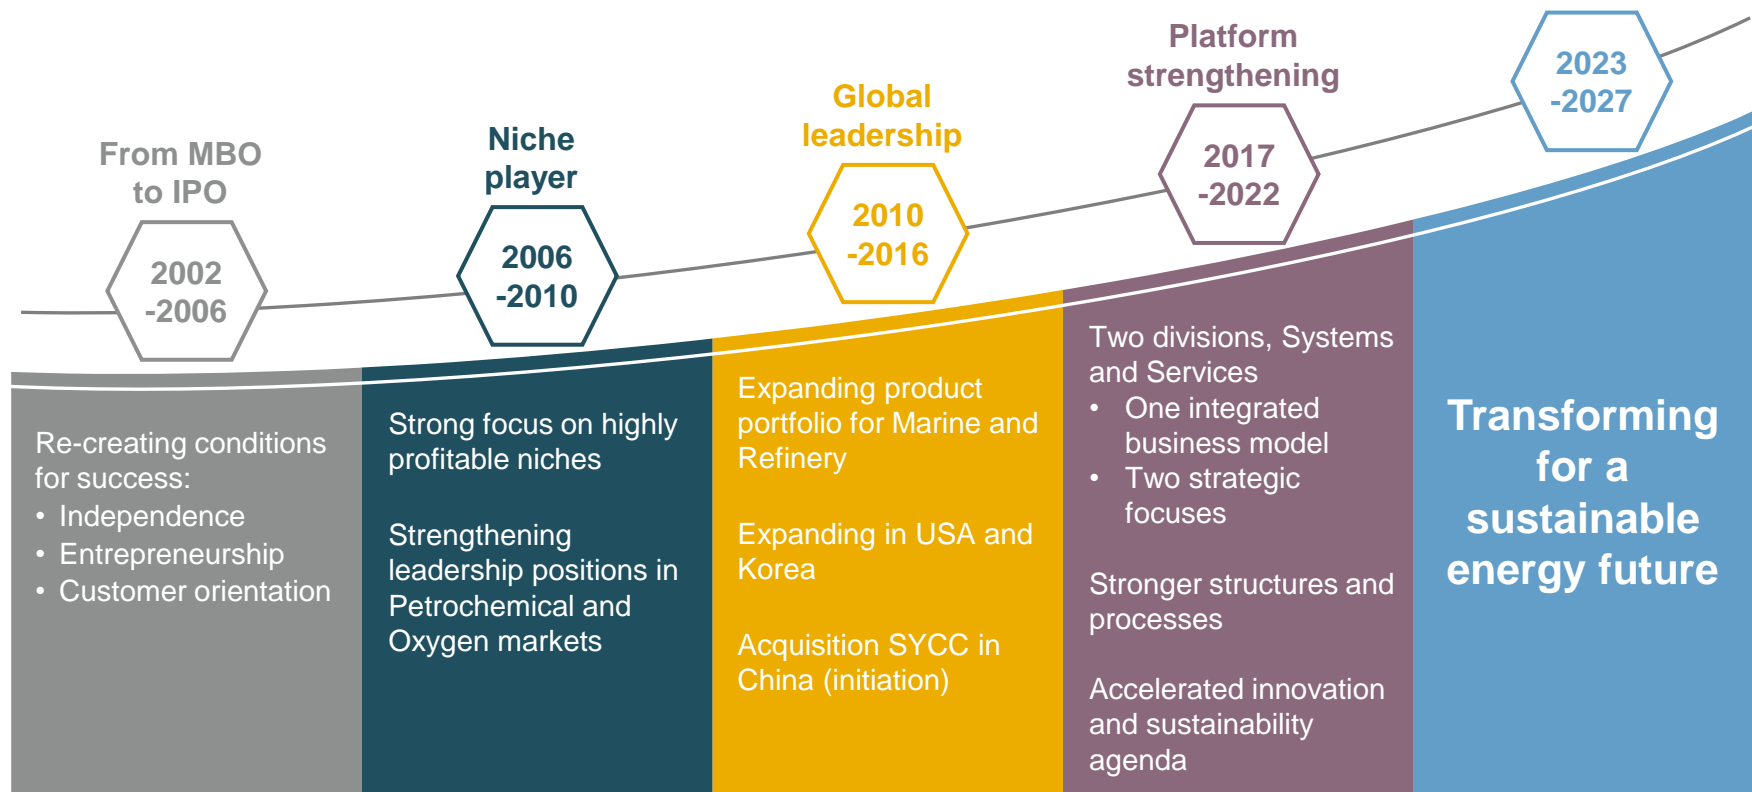 From MBO
to IPO
2002
-2006
Re-creating conditions
for success:
• Independence
• Entrepreneurship
• Customer orientation
Niche
player
2006
-2010
Strong focus on highly
profitable niches
Strengthening
leadership positions in
Petrochemical and
Oxygen markets
Global
leadership
2010
-2016
Expanding product
portfolio for Marine and
Refinery
Expanding in USA and
Korea
Acquisition SYCC in
China (initiation)
Platform
strengthening
2017
-2022
Two divisions, Systems
and Services
• One integrated
business model
• Two strategic
focuses
Stronger structures and
processes
Accelerated innovation
and sustainability
agenda
2023
-2027
Transforming
for a
sustainable
energy future